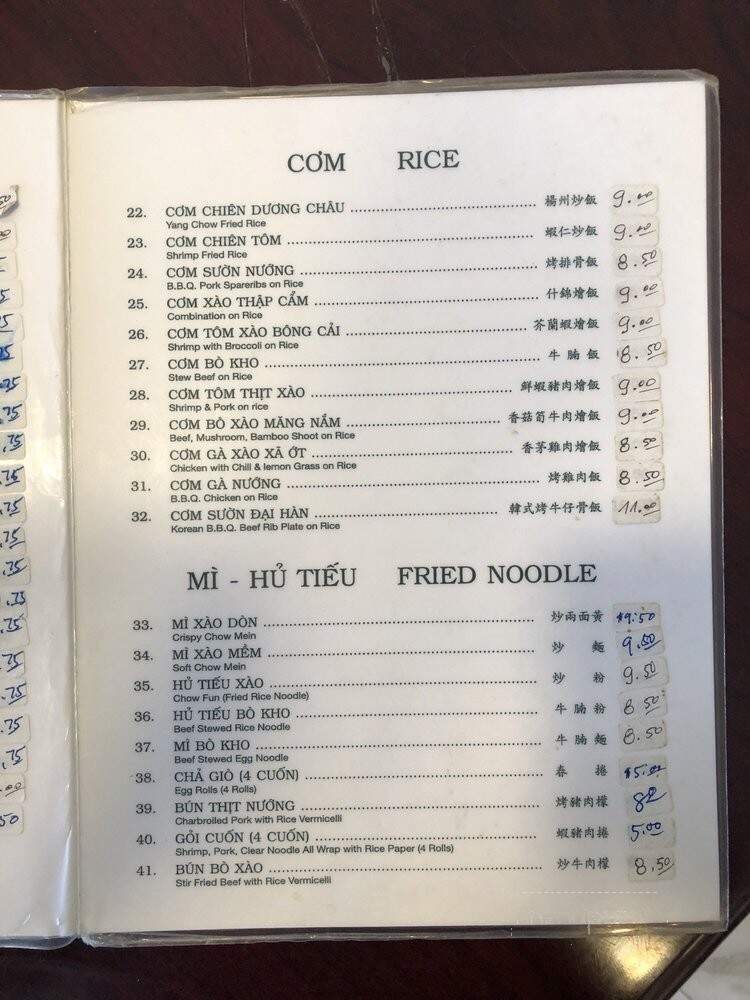 CƠM RICE
22. CƠM CHIÊN DƯƠNG CHÂU 楊州炒飯 9.00
Yang Chow Fried Rice
23. CƠM CHIÊN TÔM 蝦仁炒飯 9.00
Shrimp Fried Rice
24. CƠM SƯỜN NƯỚNG 烤排骨飯 8.50
B.B.Q. Pork Spareribs on Rice
25. CƠM XÀO THẬP CẨM 什錦燴飯 9.00
Combination on Rice
26. CƠM TÔM XÀO BÔNG CẢI 芥蘭蝦燴飯 9.00
Shrimp with Broccoli on Rice
27. CƠM BÒ KHO 牛腩飯 8.50
Stew Beef on Rice
28. CƠM TÔM THỊT XÀO 鮮蝦豬肉燴飯 9.00
Shrimp & Pork on rice
29. CƠM BÒ XÀO MĂNG NẤM 香菇筍牛肉燴飯 9.00
Beef, Mushroom, Bamboo Shoot on Rice
30. CƠM GÀ XÀO XÃ ỚT 香茅雞肉燴飯 8.50
Chicken with Chill & lemon Grass on Rice
31. CƠM GÀ NƯỚNG 烤雞肉飯 8.50
B.B.Q. Chicken on Rice
32. CƠM SƯỜN ĐẠI HÀN 韓式烤牛仔骨飯 11.00
Korean B.B.Q. Beef Rib Plate on Rice
MÌ - HỦ TIẾU FRIED NOODLE
33. MÌ XÀO DÒN 炒兩面黃 $9.50
Crispy Chow Mein
34. MÌ XÀO MỀM 炒麵 9.50
Soft Chow Mein
35. HỦ TIẾU XÀO 炒粉 9.50
Chow Fun (Fried Rice Noodle)
36. HỦ TIẾU BÒ KHO 牛腩粉 8.50
Beef Stewed Rice Noodle
37. MÌ BÒ KHO 牛腩麵 8.50
Beef Stewed Egg Noodle
38. CHẢ GIÒ (4 CUỐN) 春捲 $5.00
Egg Rolls (4 Rolls)
39. BÚN THỊT NƯỚNG 烤豬肉檬
Charbroiled Pork with Rice Vermicelli
40. GỎI CUỐN (4 CUỐN) 蝦豬肉捲 5.00
Shrimp, Pork, Clear Noodle All Wrap with Rice Paper (4 Rolls)
41. BÚN BÒ XÀO 炒牛肉檬 8.50
Stir Fried Beef with Rice Vermicelli